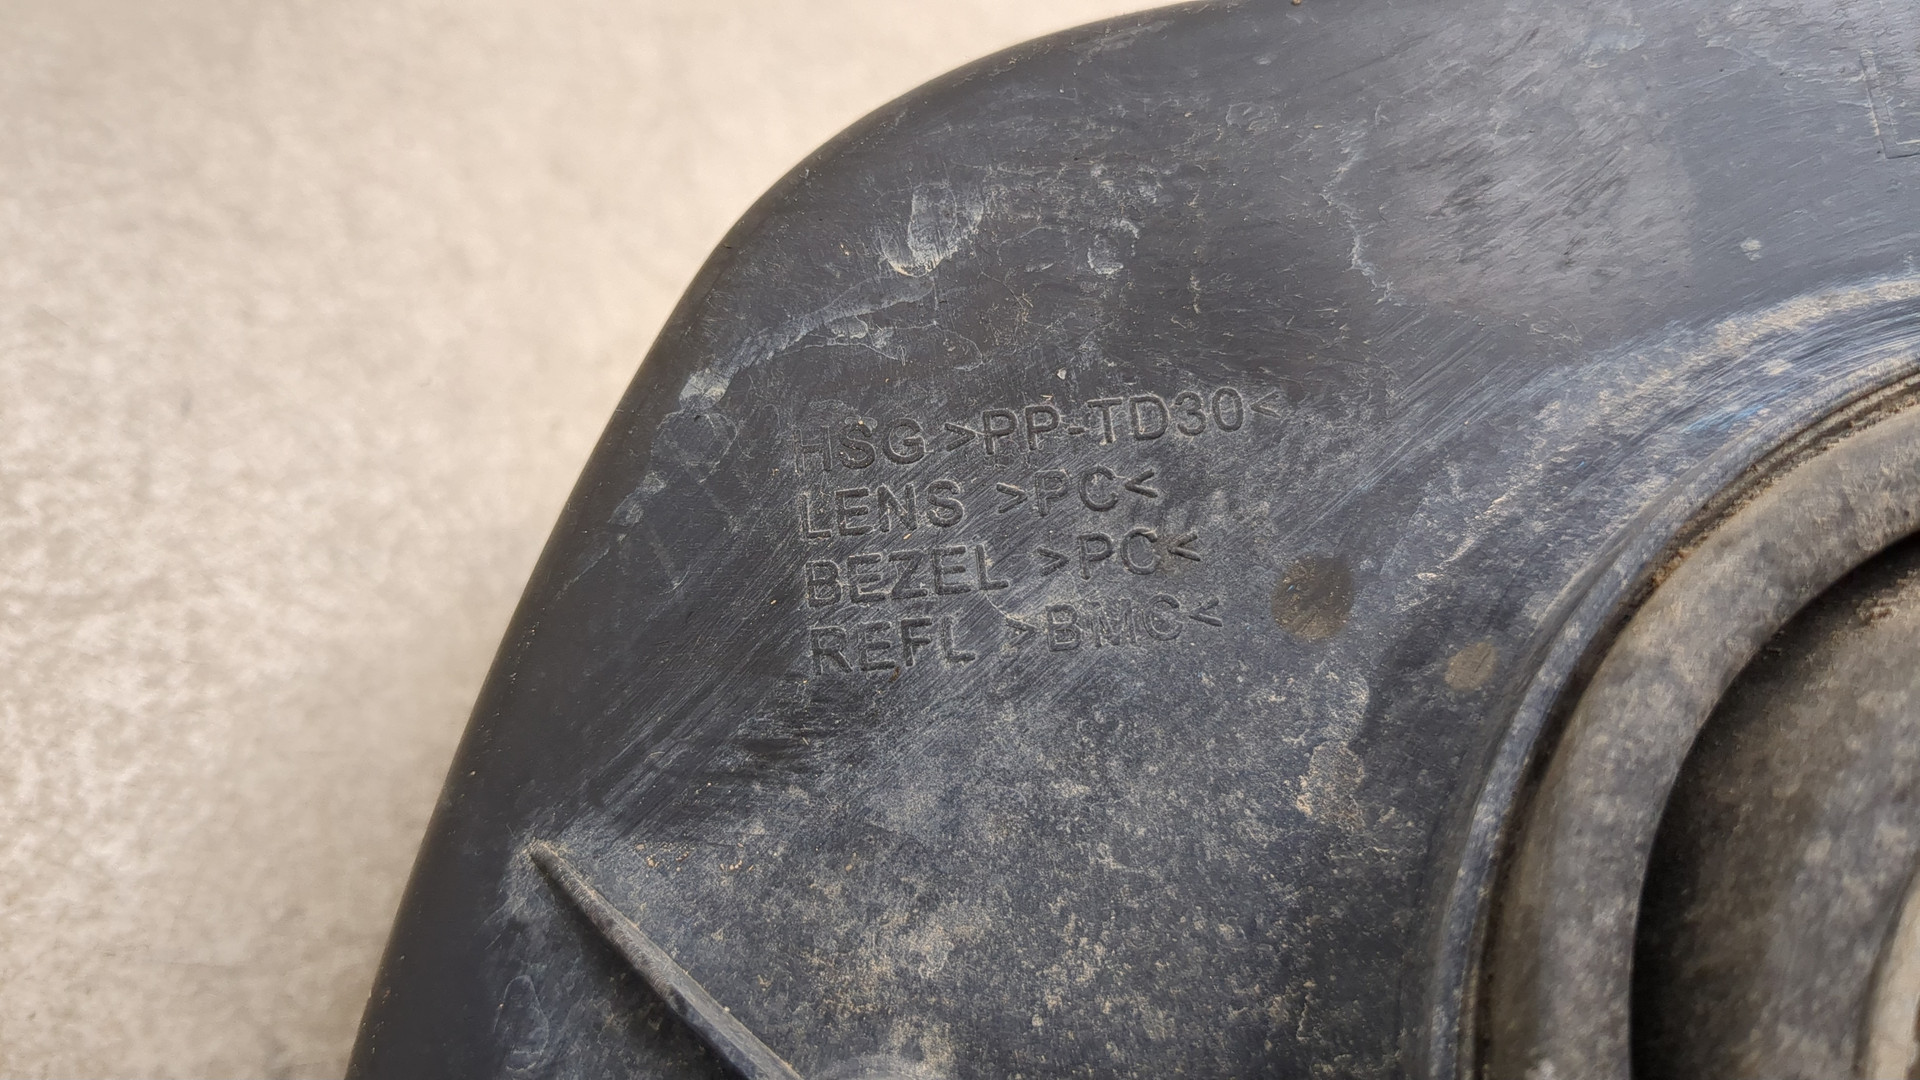 HSG >PP-TD30<
LENS >PC<
BEZEL >PC<
REFL >BMC<